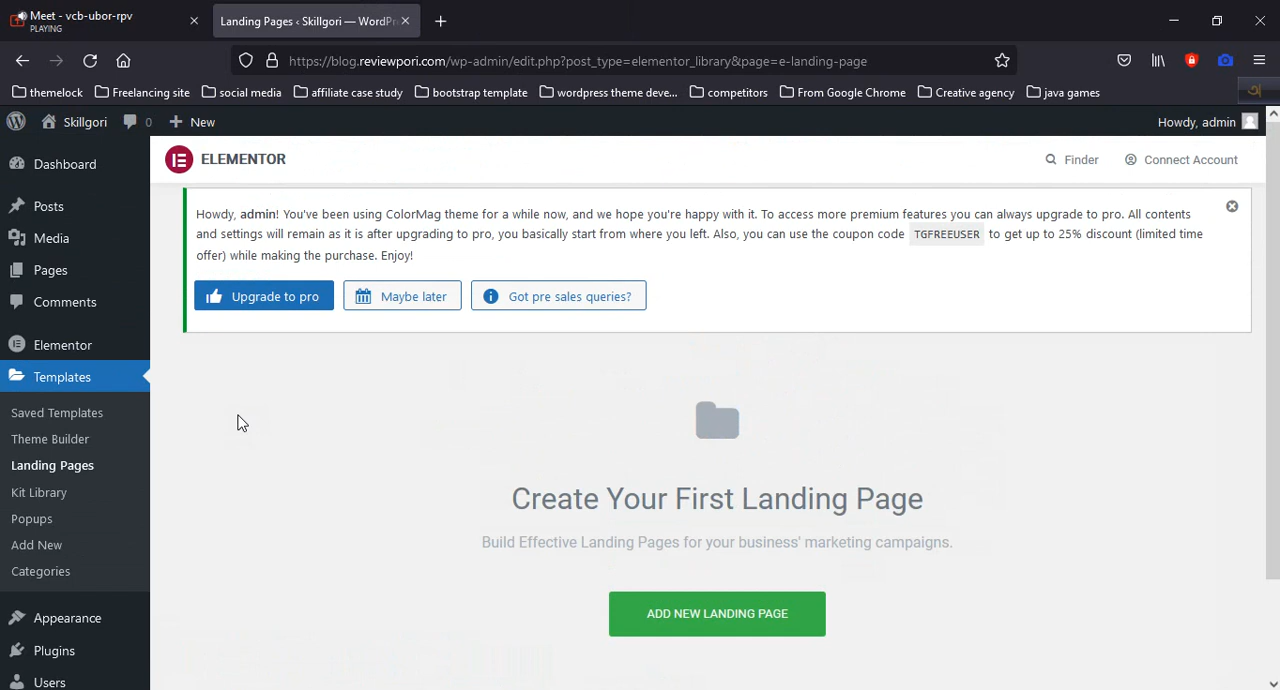 Meet - vcb-ubor-rpv
PLAYING
Landing Pages ‹ Skillgori — WordPr
https://blog.reviewpori.com/wp-admin/edit.php?post_type=elementor_library&page=e-landing-page
themelock
Freelancing site
social media
affiliate case study
bootstrap template
wordpress theme deve...
competitors
From Google Chrome
Creative agency
java games
Skillgori
0
New
Howdy, admin
Dashboard
Posts
Media
Pages
Comments
Elementor
Templates
Saved Templates
Theme Builder
Landing Pages
Kit Library
Popups
Add New
Categories
Appearance
Plugins
Users
ELEMENTOR
Finder
Connect Account
Howdy, admin! You've been using ColorMag theme for a while now, and we hope you're happy with it. To access more premium features you can always upgrade to pro. All contents
and settings will remain as it is after upgrading to pro, you basically start from where you left. Also, you can use the coupon code TGFREEUSER to get up to 25% discount (limited time
offer) while making the purchase. Enjoy!
Upgrade to pro
Maybe later
Got pre sales queries?
Create Your First Landing Page
Build Effective Landing Pages for your business' marketing campaigns.
ADD NEW LANDING PAGE